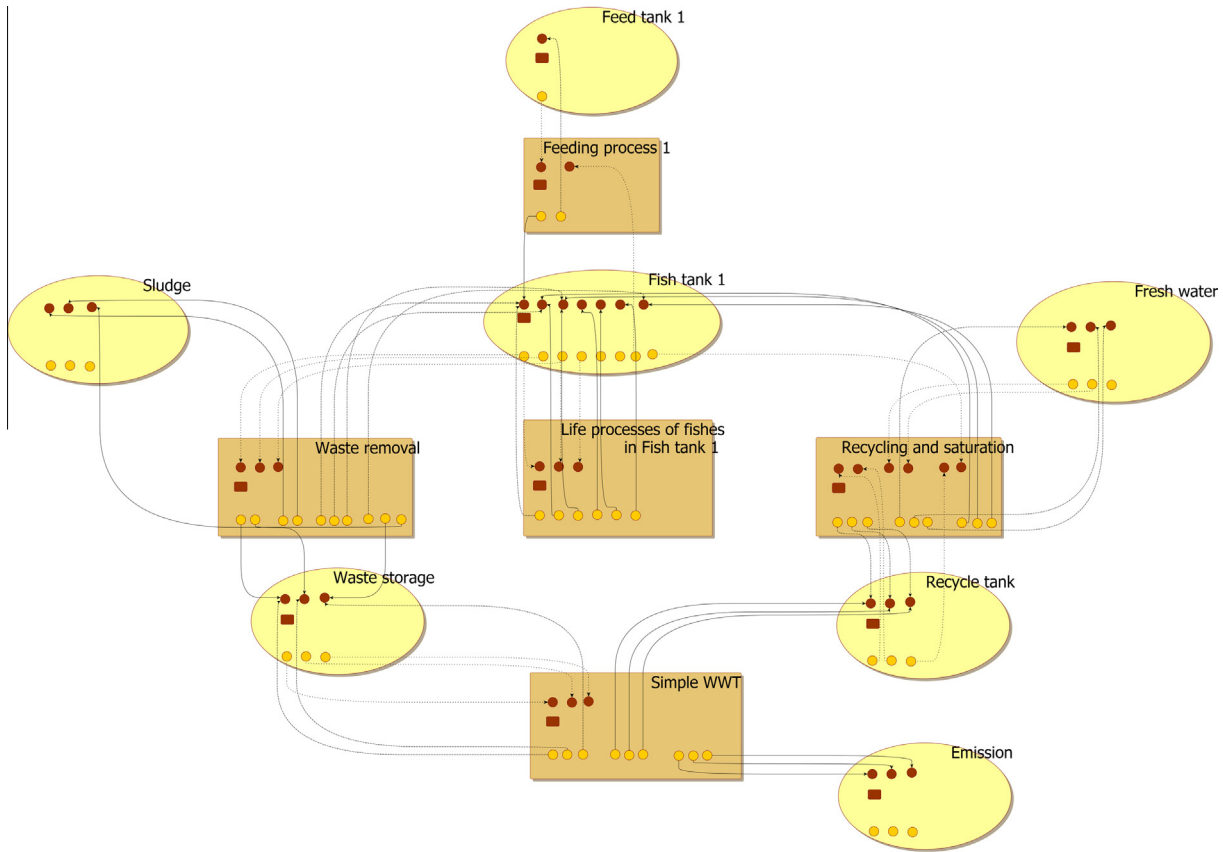 Feed tank 1
Feeding process 1
Sludge
Fish tank 1
Fresh water
Waste removal
Life processes of fishes
in Fish tank 1
Recycling and saturation
Waste storage
Recycle tank
Simple WWT
Emission